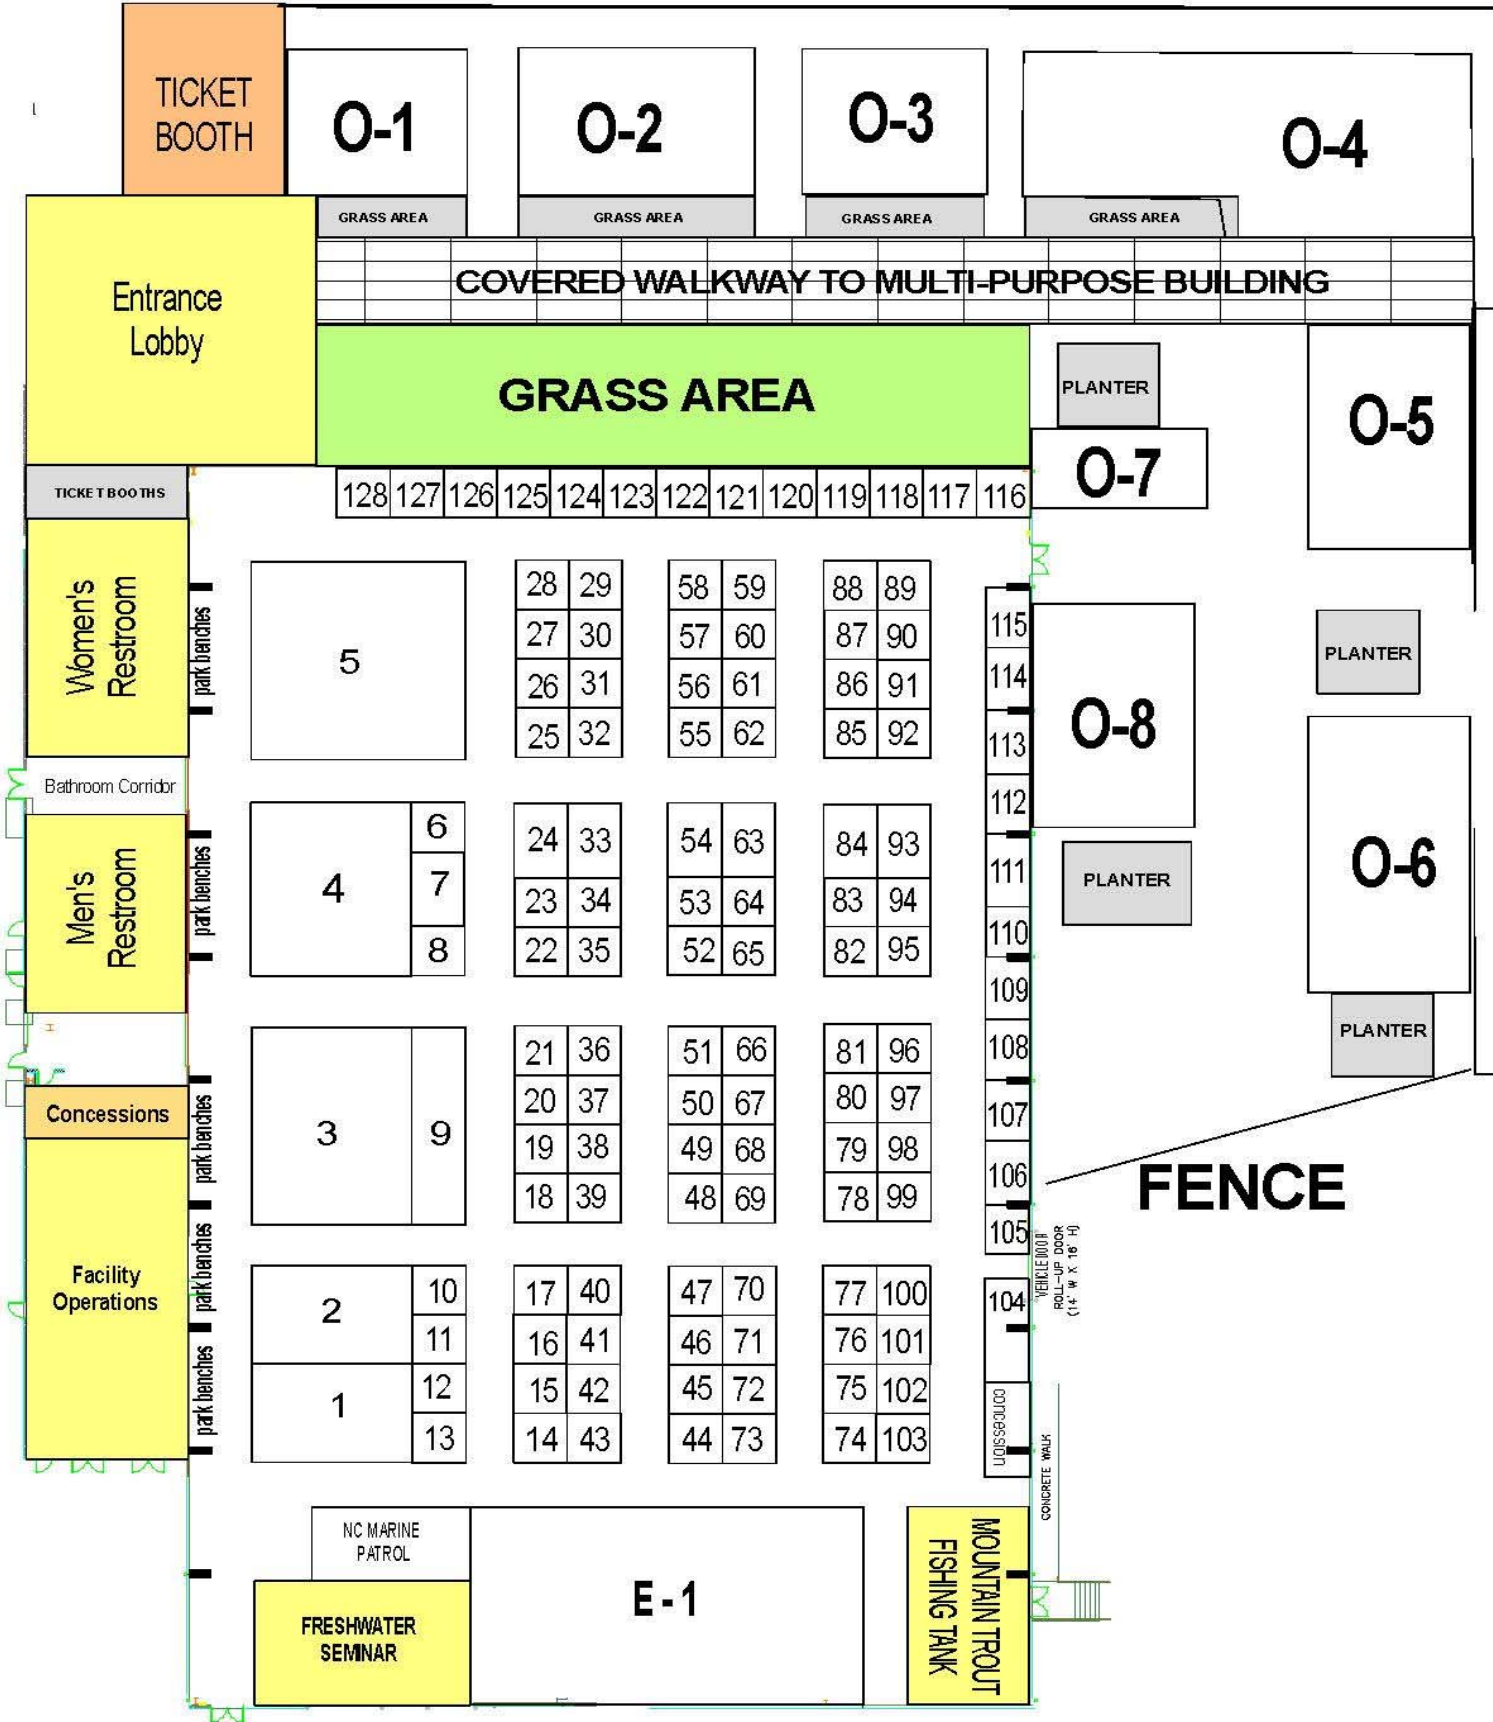 TICKET
BOOTH
O-1
O-2
O-3
O-4
GRASS AREA
GRASS AREA
GRASS AREA
GRASS AREA
Entrance
Lobby
COVERED WALKWAY TO MULTI-PURPOSE BUILDING
GRASS AREA
PLANTER
O-5
O-7
TICKET BOOTHS
128 127 126 125 124 123 122 121 120 119 118 117 116
Women's
Restroom
park benches
5
28 29 58 59 88 89
27 30 57 60 87 90
26 31 56 61 86 91
25 32 55 62 85 92
115
114
113
112
O-8
PLANTER
Bathroom Corridor
Men's
Restroom
park benches
4
6
7
8
24 33 54 63 84 93
23 34 53 64 83 94
22 35 52 65 82 95
111
110
109
108
PLANTER
O-6
PLANTER
Concessions
park benches
3
9
21 36 51 66 81 96
20 37 50 67 80 97
19 38 49 68 79 98
18 39 48 69 78 99
107
106
105
FENCE
Facility
Operations
park benches
park benches
2
1
10
11
12
13
17 40 47 70 77 100
16 41 46 71 76 101
15 42 45 72 75 102
14 43 44 73 74 103
104
VEHICLE DOOR
ROLL-UP DOOR
(14' W X 16' H)
concession
CONCRETE WALK
NC MARINE
PATROL
FRESHWATER
SEMINAR
E - 1
MOUNTAIN TROUT
FISHING TANK